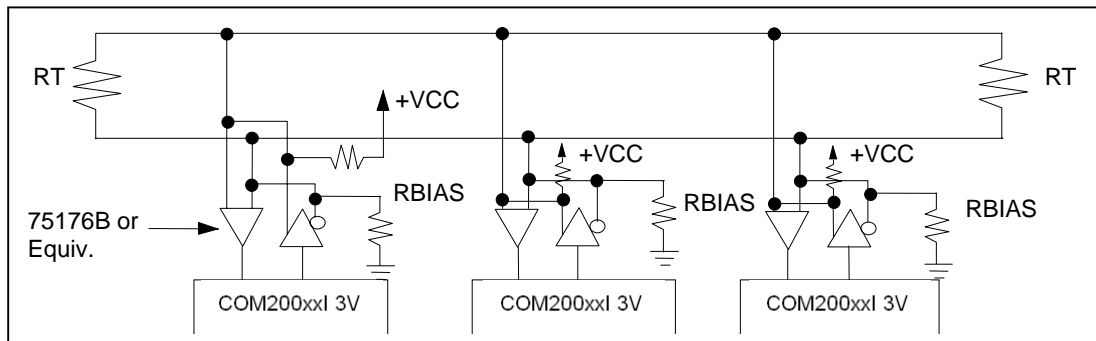 RT
+VCC
RT
+VCC
+VCC
RBIAS
RBIAS
RBIAS
75176B or
Equiv.
COM200xxI 3V
COM200xxI 3V
COM200xxI 3V